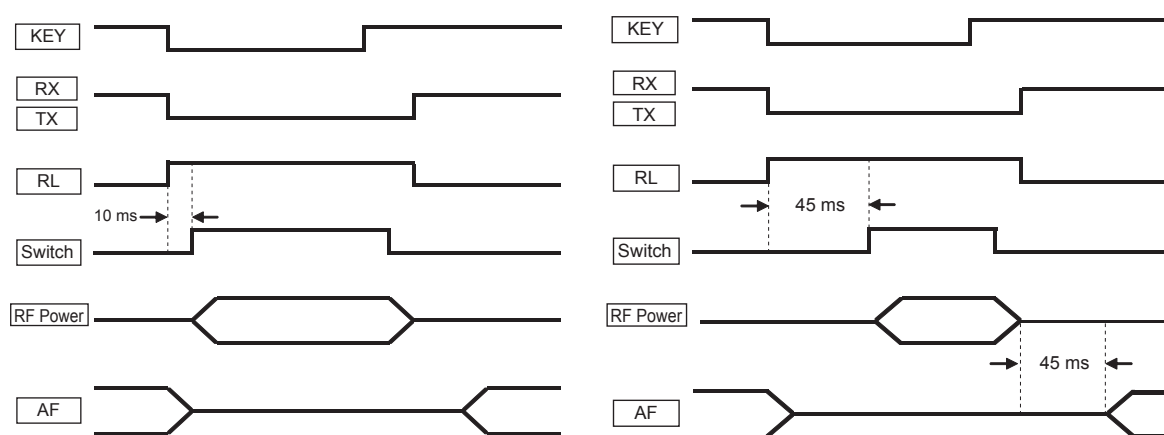 KEY
RX
TX
RL
10 ms
Switch
RF Power
AF
KEY
RX
TX
RL
45 ms
Switch
RF Power
45 ms
AF